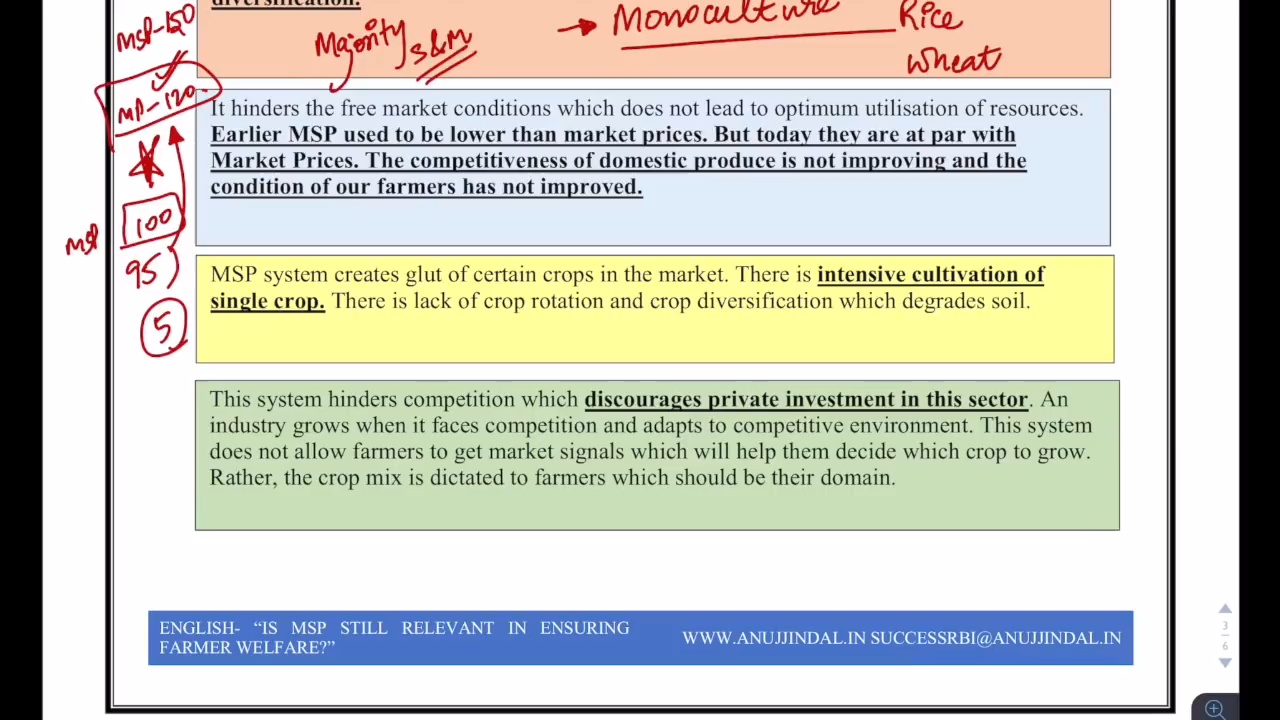 diversification.
Majority S&M
→ Monoculture
Rice
Wheat
MSP-150
MP-120
It hinders the free market conditions which does not lead to optimum utilisation of resources.
Earlier MSP used to be lower than market prices. But today they are at par with
Market Prices. The competitiveness of domestic produce is not improving and the
condition of our farmers has not improved.
MSP 100
95
5
MSP system creates glut of certain crops in the market. There is intensive cultivation of
single crop. There is lack of crop rotation and crop diversification which degrades soil.
This system hinders competition which discourages private investment in this sector. An
industry grows when it faces competition and adapts to competitive environment. This system
does not allow farmers to get market signals which will help them decide which crop to grow.
Rather, the crop mix is dictated to farmers which should be their domain.
ENGLISH- “IS MSP STILL RELEVANT IN ENSURING
FARMER WELFARE?”
WWW.ANUJJINDAL.IN SUCCESSRBI@ANUJJINDAL.IN
3
6